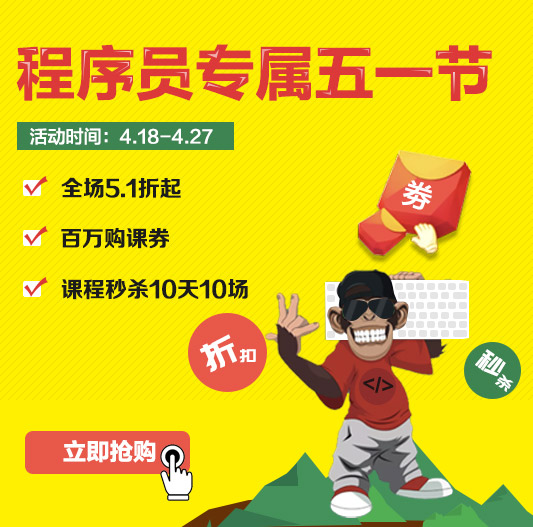 程序员专属五一节
活动时间：4.18-4.27
全场5.1折起
百万购课券
课程秒杀10天10场
劵
折扣
秒杀
</>
立即抢购